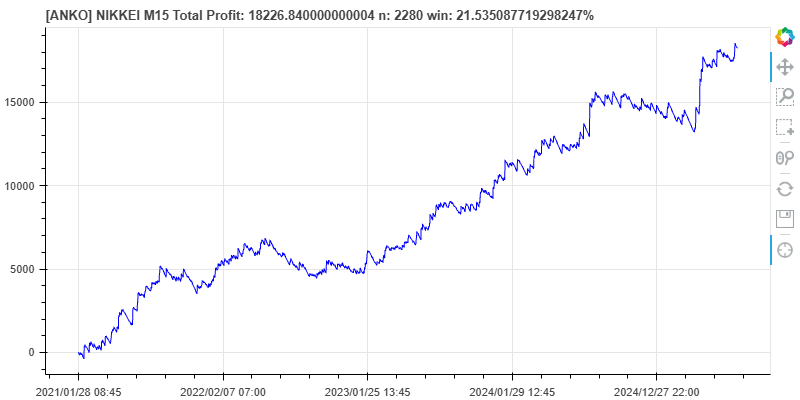 [ANKO] NIKKEI M15 Total Profit: 18226.840000000004 n: 2280 win: 21.535087719298247%
15000
10000
5000
0
2021/01/28 08:45 2022/02/07 07:00 2023/01/25 13:45 2024/01/29 12:45 2024/12/27 22:00